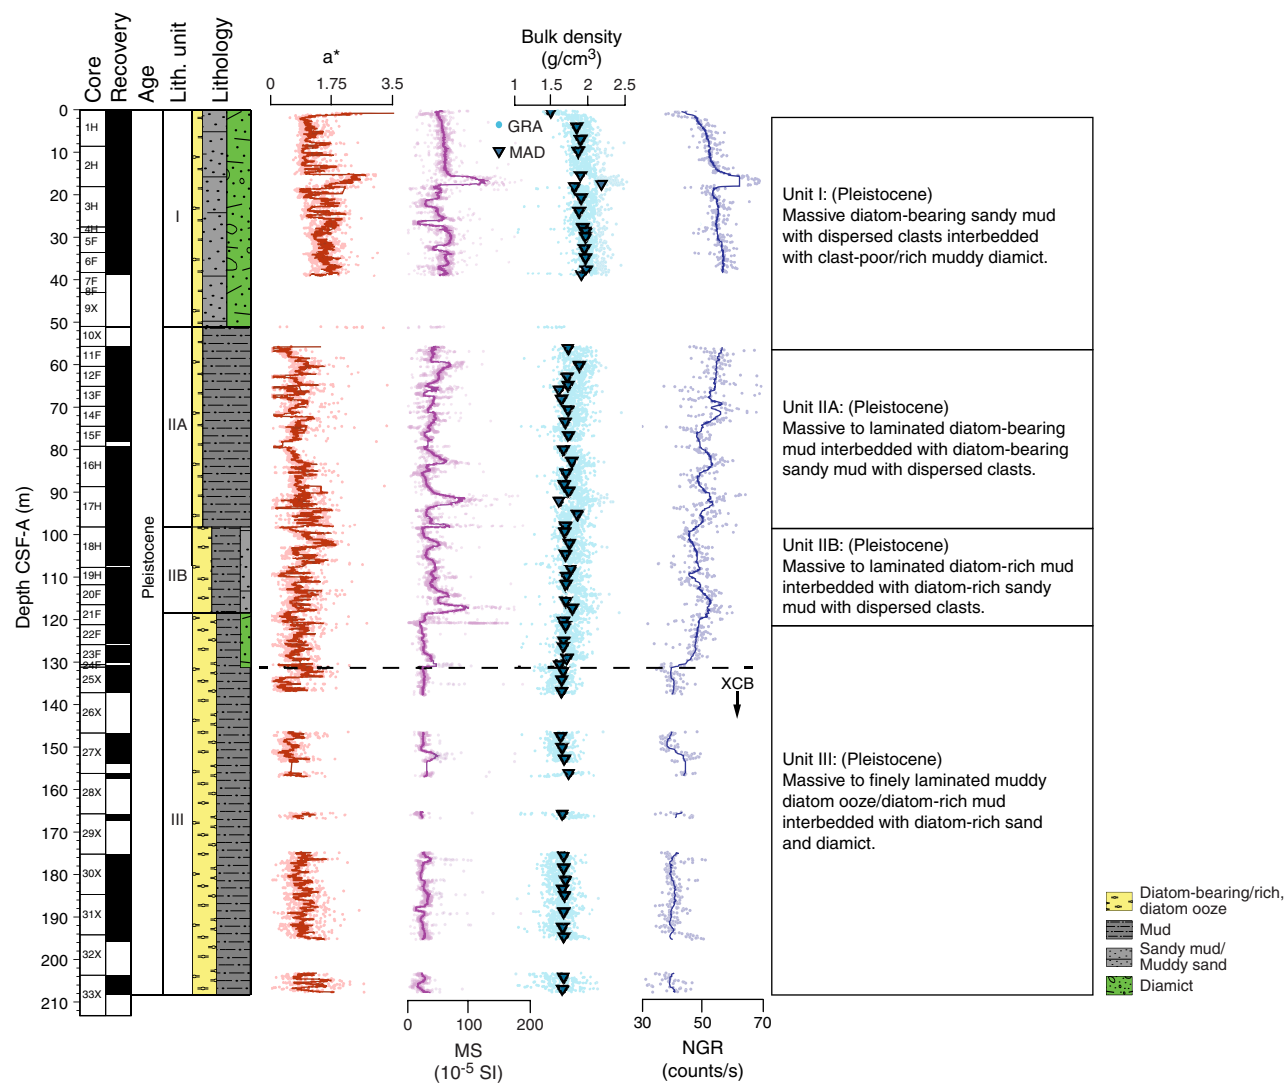 Core
Recovery
Age
Lith. unit
Lithology
a*
0
1.75
3.5
Bulk density
(g/cm3)
1
1.5
2
2.5
GRA
MAD
Depth CSF-A (m)
0
10
20
30
40
50
60
70
80
90
100
110
120
130
140
150
160
170
180
190
200
210
1H
2H
3H
4H
5F
6F
7F
8F
9X
10X
11F
12F
13F
14F
15F
16H
17H
18H
19H
20F
21F
22F
23F
24F
25X
26X
27X
28X
29X
30X
31X
32X
33X
Pleistocene
I
IIA
IIB
III
XCB
0
100
200
MS
(10-5 SI)
30
50
70
NGR
(counts/s)
Unit I: (Pleistocene)
Massive diatom-bearing sandy mud
with dispersed clasts interbedded
with clast-poor/rich muddy diamict.
Unit IIA: (Pleistocene)
Massive to laminated diatom-bearing
mud interbedded with diatom-bearing
sandy mud with dispersed clasts.
Unit IIB: (Pleistocene)
Massive to laminated diatom-rich mud
interbedded with diatom-rich sandy
mud with dispersed clasts.
Unit III: (Pleistocene)
Massive to finely laminated muddy
diatom ooze/diatom-rich mud
interbedded with diatom-rich sand
and diamict.
Diatom-bearing/rich,
diatom ooze
Mud
Sandy mud/
Muddy sand
Diamict